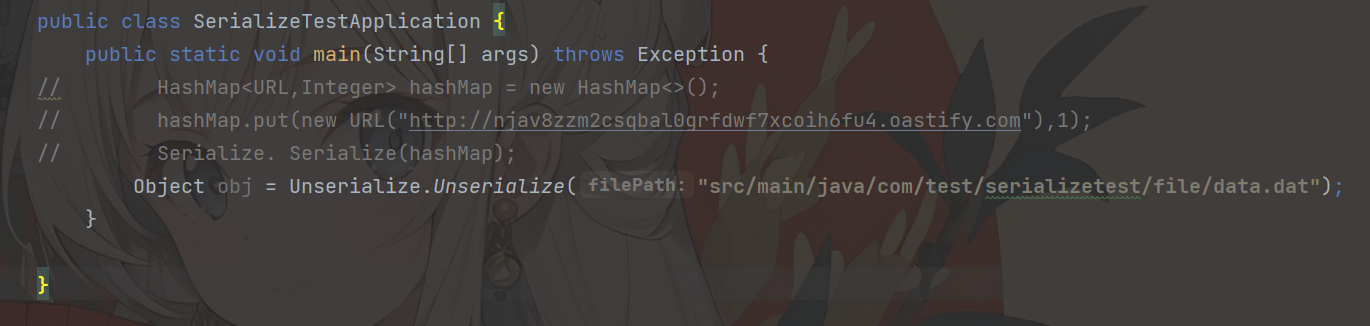 public class SerializeTestApplication {
    public static void main(String[] args) throws Exception {
//        HashMap<URL,Integer> hashMap = new HashMap<>();
//        hashMap.put(new URL("http://njav8zzm2csqbal0grfdwf7xcoih6fu4.oastify.com"),1);
//        Serialize. Serialize(hashMap);
        Object obj = Unserialize.Unserialize( filePath: "src/main/java/com/test/serializetest/file/data.dat");
    }
}